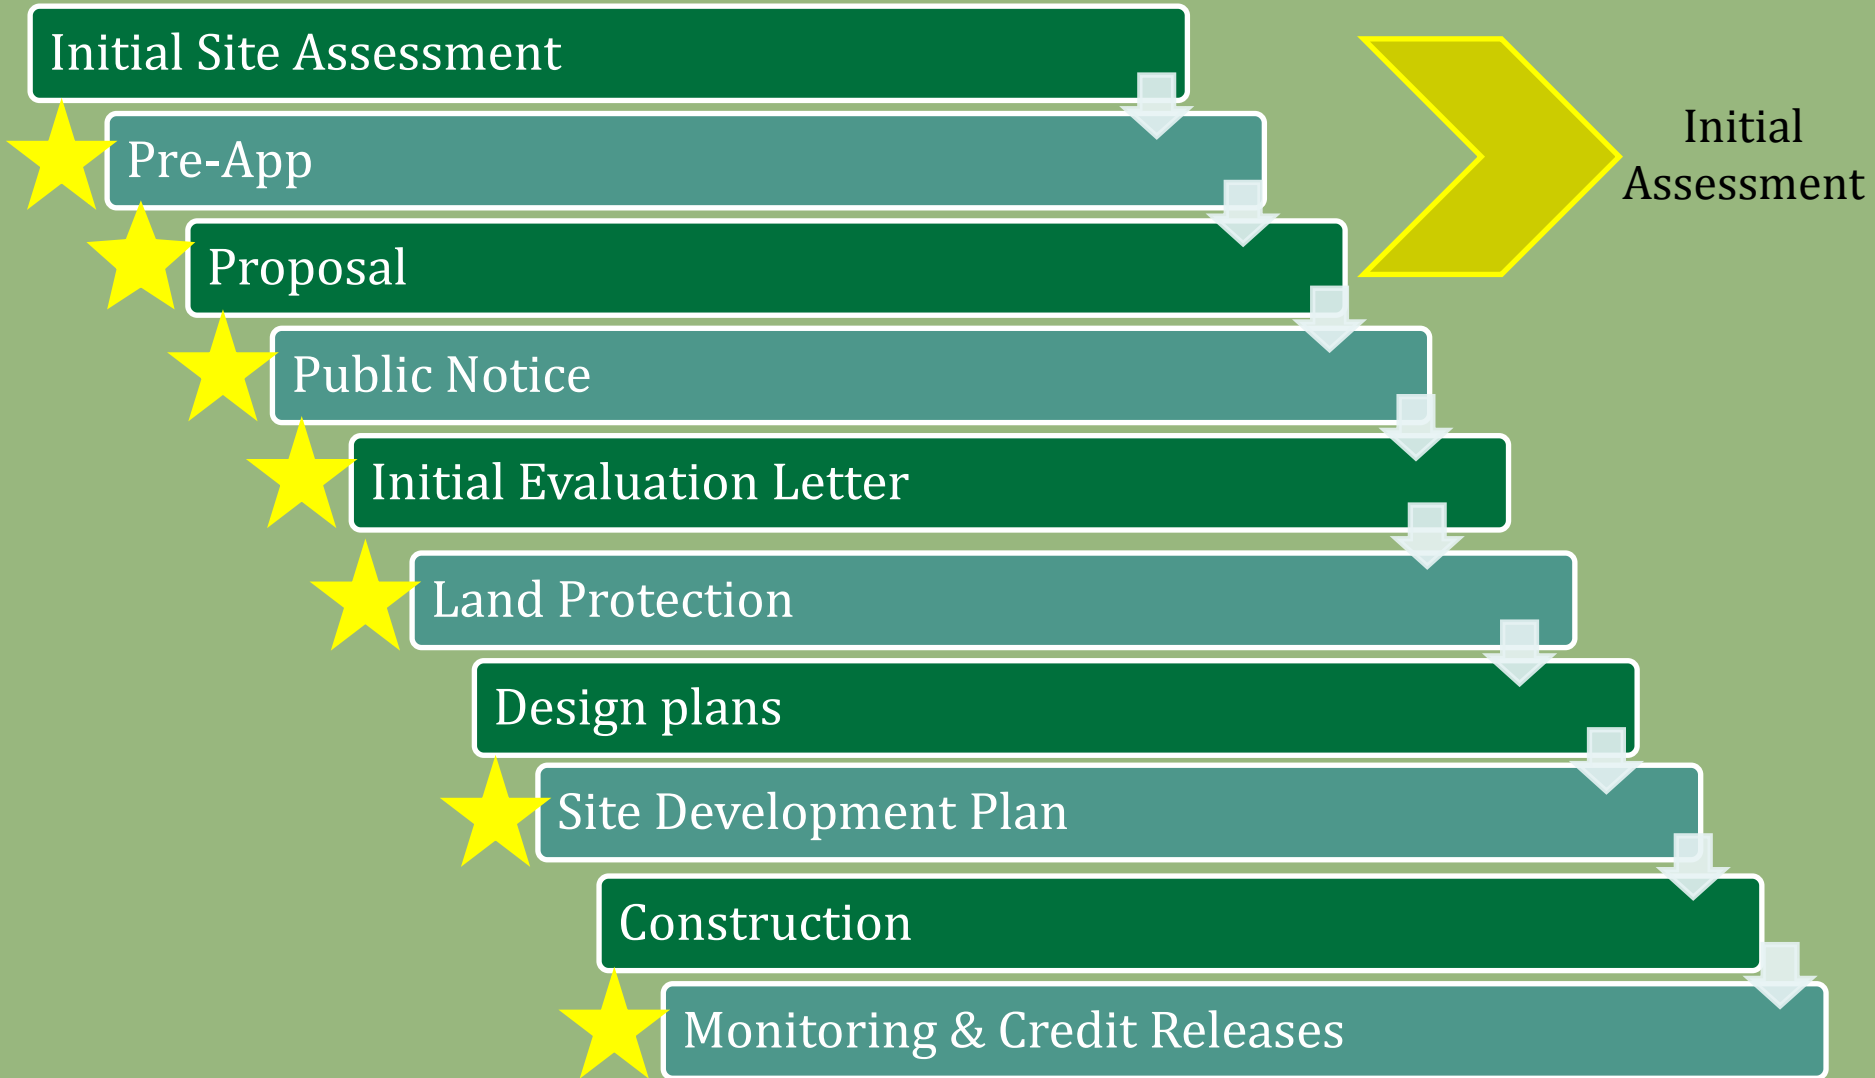 Initial Site Assessment
Pre-App
Proposal
Public Notice
Initial Evaluation Letter
Land Protection
Design plans
Site Development Plan
Construction
Monitoring & Credit Releases
Initial
Assessment